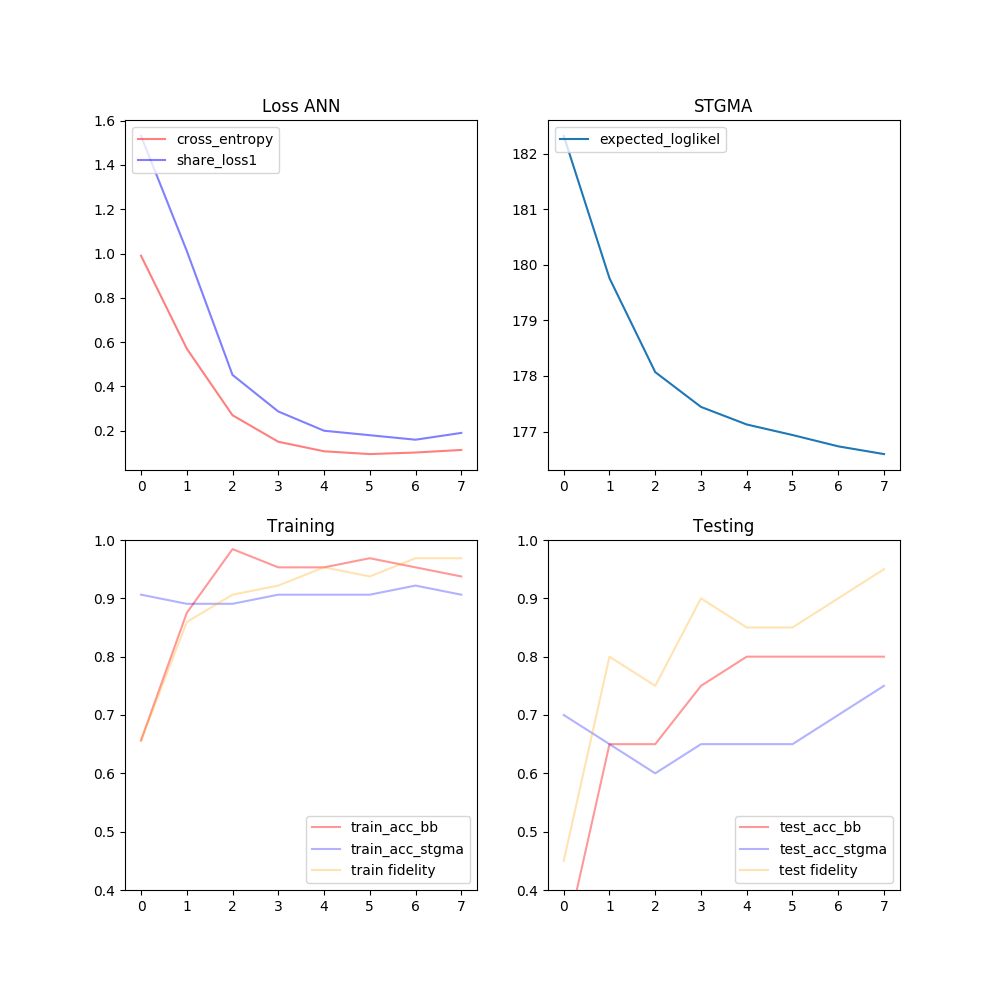 Loss ANN
1.6
1.4
1.2
1.0
0.8
0.6
0.4
0.2
cross_entropy
share_loss1
0 1 2 3 4 5 6 7
STGMA
182
181
180
179
178
177
expected_loglikel
0 1 2 3 4 5 6 7
Training
1.0
0.9
0.8
0.7
0.6
0.5
0.4
train_acc_bb
train_acc_stgma
train fidelity
0 1 2 3 4 5 6 7
Testing
1.0
0.9
0.8
0.7
0.6
0.5
0.4
test_acc_bb
test_acc_stgma
test fidelity
0 1 2 3 4 5 6 7